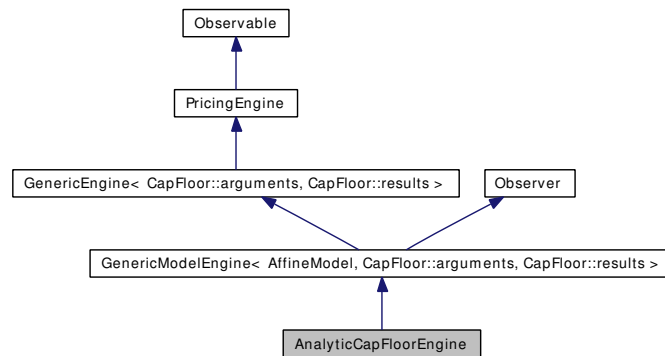 Observable
PricingEngine
GenericEngine< CapFloor::arguments, CapFloor::results >
Observer
GenericModelEngine< AffineModel, CapFloor::arguments, CapFloor::results >
AnalyticCapFloorEngine